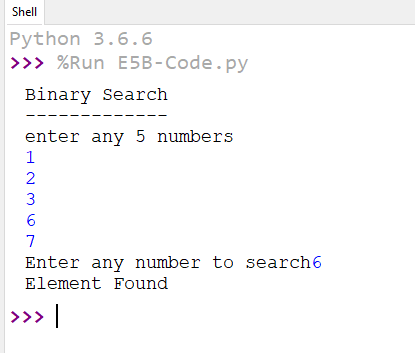 Shell
Python 3.6.6
>>> %Run E5B-Code.py
Binary Search
-------------
enter any 5 numbers
1
2
3
6
7
Enter any number to search6
Element Found
>>>